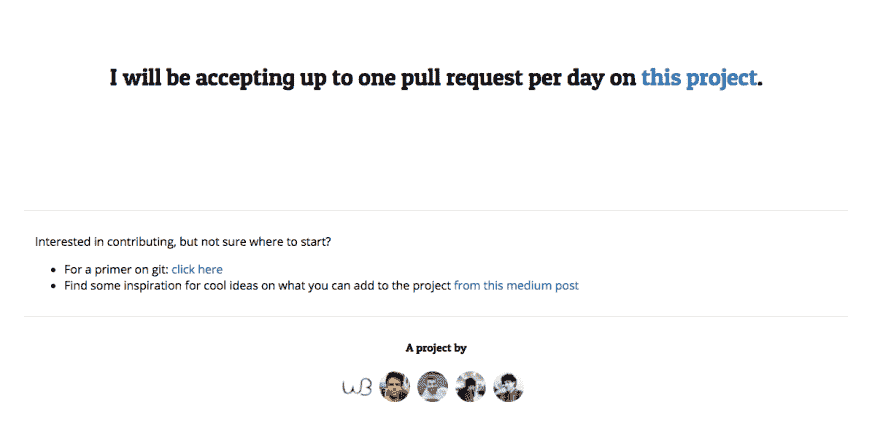 I will be accepting up to one pull request per day on this project.
Interested in contributing, but not sure where to start?
For a primer on git: click here
Find some inspiration for cool ideas on what you can add to the project from this medium post
A project by
WB